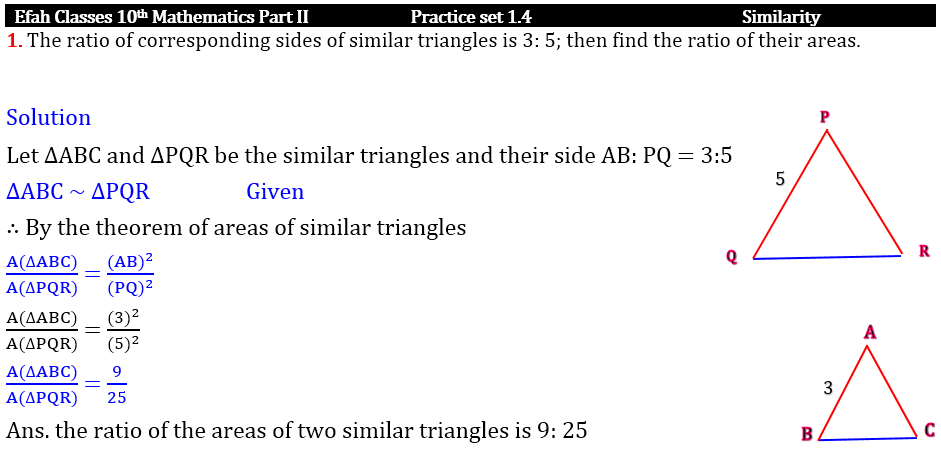 Efah Classes 10th Mathematics Part II Practice set 1.4 Similarity
1. The ratio of corresponding sides of similar triangles is 3: 5; then find the ratio of their areas.
Solution
Let ΔABC and ΔPQR be the similar triangles and their side AB: PQ = 3:5
ΔABC ~ ΔPQR Given
∴ By the theorem of areas of similar triangles
A(ΔABC)/A(ΔPQR) = (AB)²/(PQ)²
A(ΔABC)/A(ΔPQR) = (3)²/(5)²
A(ΔABC)/A(ΔPQR) = 9/25
Ans. the ratio of the areas of two similar triangles is 9: 25
P
5
Q
R
A
3
B
C